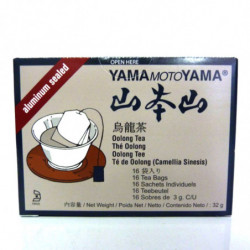 OPEN HERE
aluminum sealed
YAMAMOTOYAMA®
山本山
烏龍茶
Oolong Tea
Thé Oolong
Oolong Tee
Té de Oolong (Camellia Sinesis)
16 袋入り
16 Tea Bags
16 Sachets Individuels
16 Teebeutel
16 Sobres de 3 g. C/U
内容量 / Net Weight / Poids Net / Netto / Contenido Neto / : 32 g